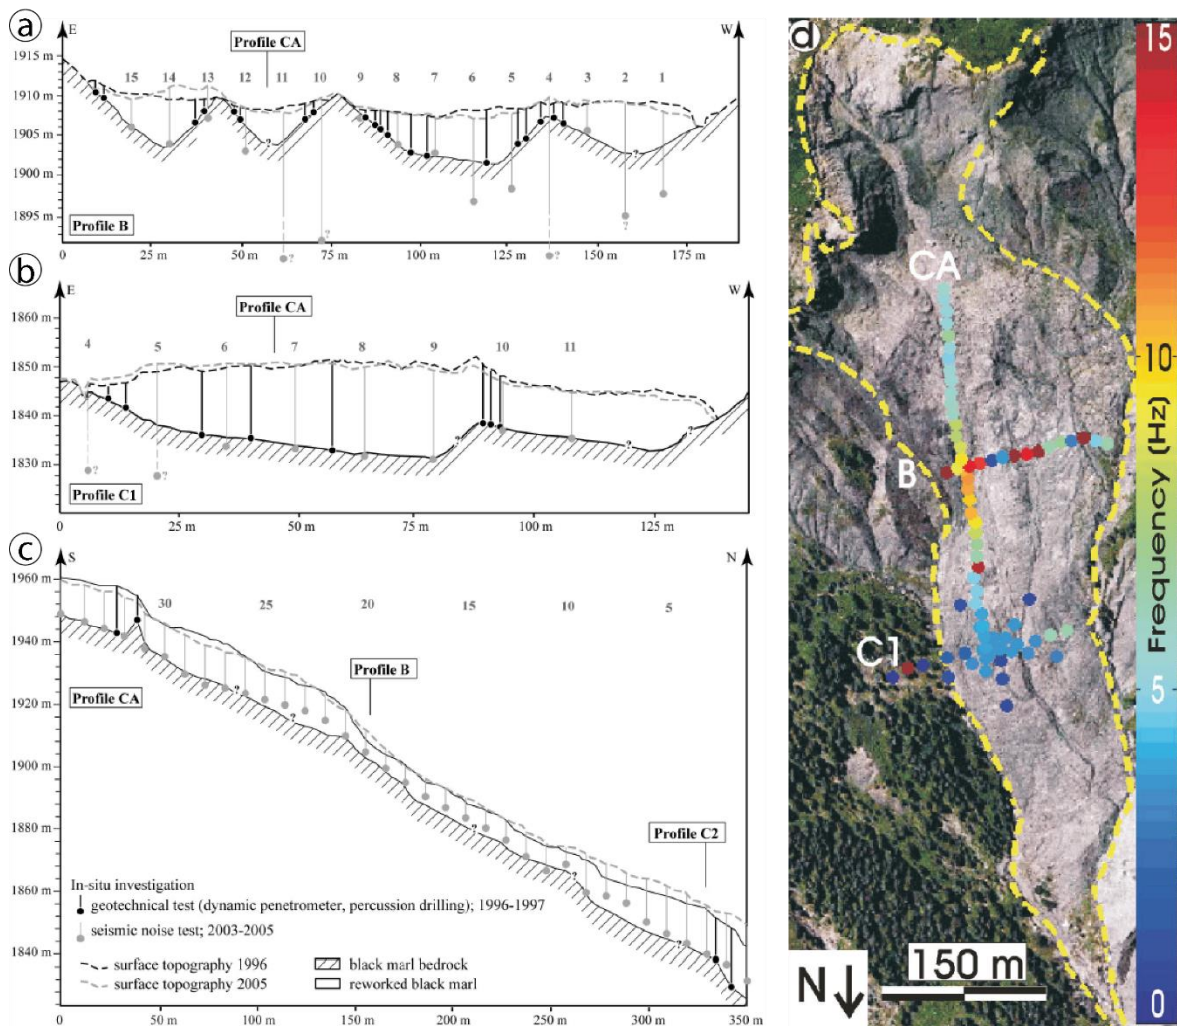 a
E
Profile CA
W
1915 m
1910 m
1905 m
1900 m
1895 m
15 14 13 12 11 10 9 8 7 6 5 4 3 2 1
? ? ? ? ? ? ?
Profile B
0 25 m 50 m 75 m 100 m 125 m 150 m 175 m
b
E
Profile CA
W
1860 m
1850 m
1840 m
1830 m
4 5 6 7 8 9 10 11
? ? ? ? ?
Profile C1
0 25 m 50 m 75 m 100 m 125 m
c
S
N
1960 m
1940 m
1920 m
1900 m
1880 m
1860 m
1840 m
30 25 20 15 10 5
Profile B
Profile CA
Profile C2
? ? ? ? ? ?
In-situ investigation
geotechnical test (dynamic penetrometer, percussion drilling); 1996-1997
seismic noise test; 2003-2005
surface topography 1996
black marl bedrock
surface topography 2005
reworked black marl
0 50 m 100 m 150 m 200 m 250 m 300 m 350 m
d
CA
B
C1
N
150 m
15
10
5
0
Frequency (Hz)